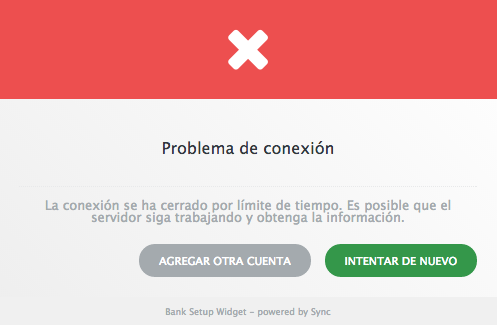 Problema de conexión
La conexión se ha cerrado por límite de tiempo. Es posible que el
servidor siga trabajando y obtenga la información.
AGREGAR OTRA CUENTA
INTENTAR DE NUEVO
Bank Setup Widget - powered by Sync